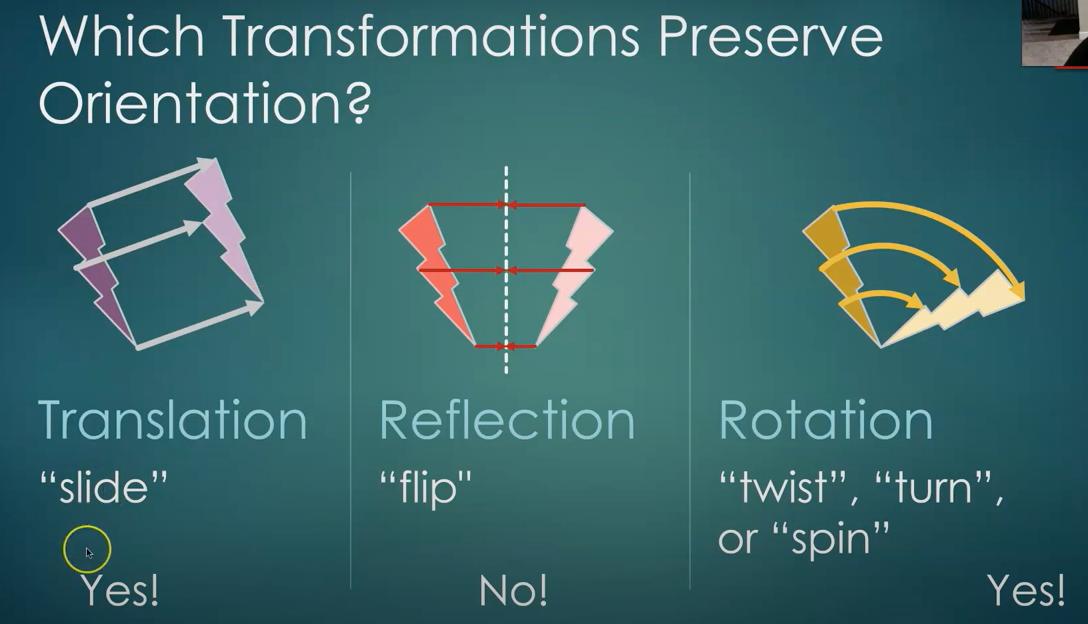 Which Transformations Preserve
Orientation?
Translation
“slide”
Yes!
Reflection
“flip"
No!
Rotation
“twist”, “turn”,
or “spin”
Yes!